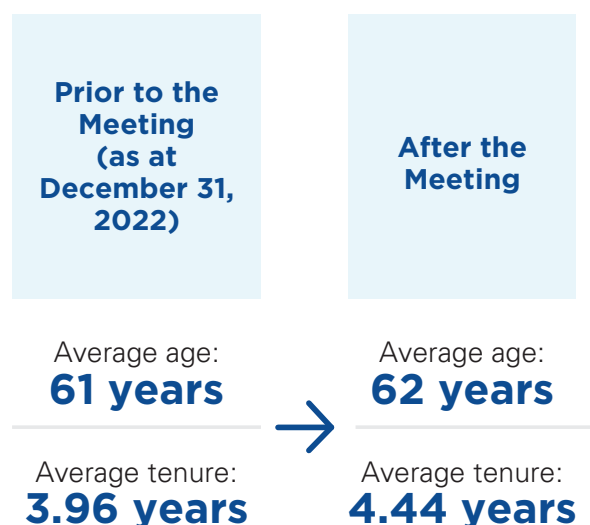 Prior to the
Meeting
(as at
December 31,
2022)
After the
Meeting
Average age:
61 years
Average age:
62 years
Average tenure:
3.96 years
Average tenure:
4.44 years